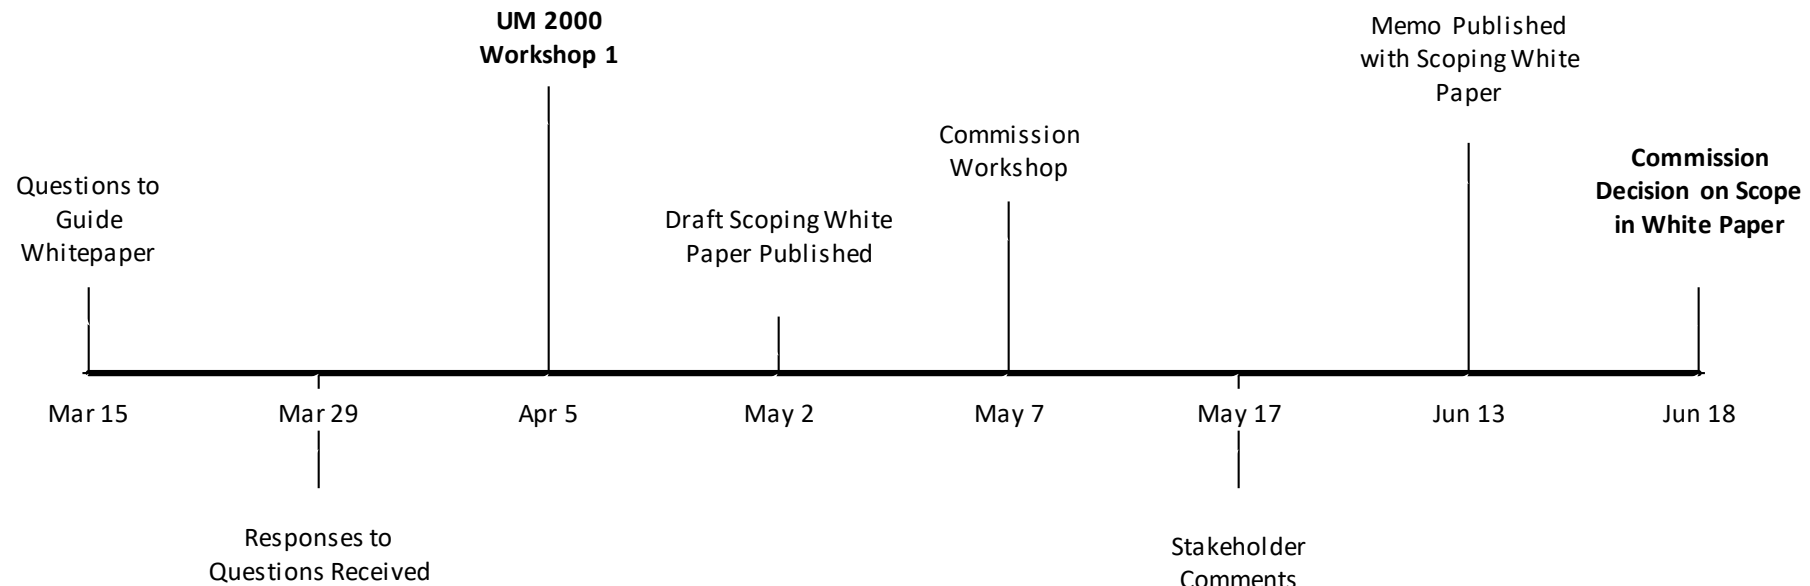 UM 2000
Workshop 1
Memo Published
with Scoping White
Paper
Commission
Workshop
Commission
Decision on Scope
in White Paper
Questions to
Guide
Whitepaper
Draft Scoping White
Paper Published
Mar 15
Mar 29
Apr 5
May 2
May 7
May 17
Jun 13
Jun 18
Responses to
Questions Received
Stakeholder
Comments